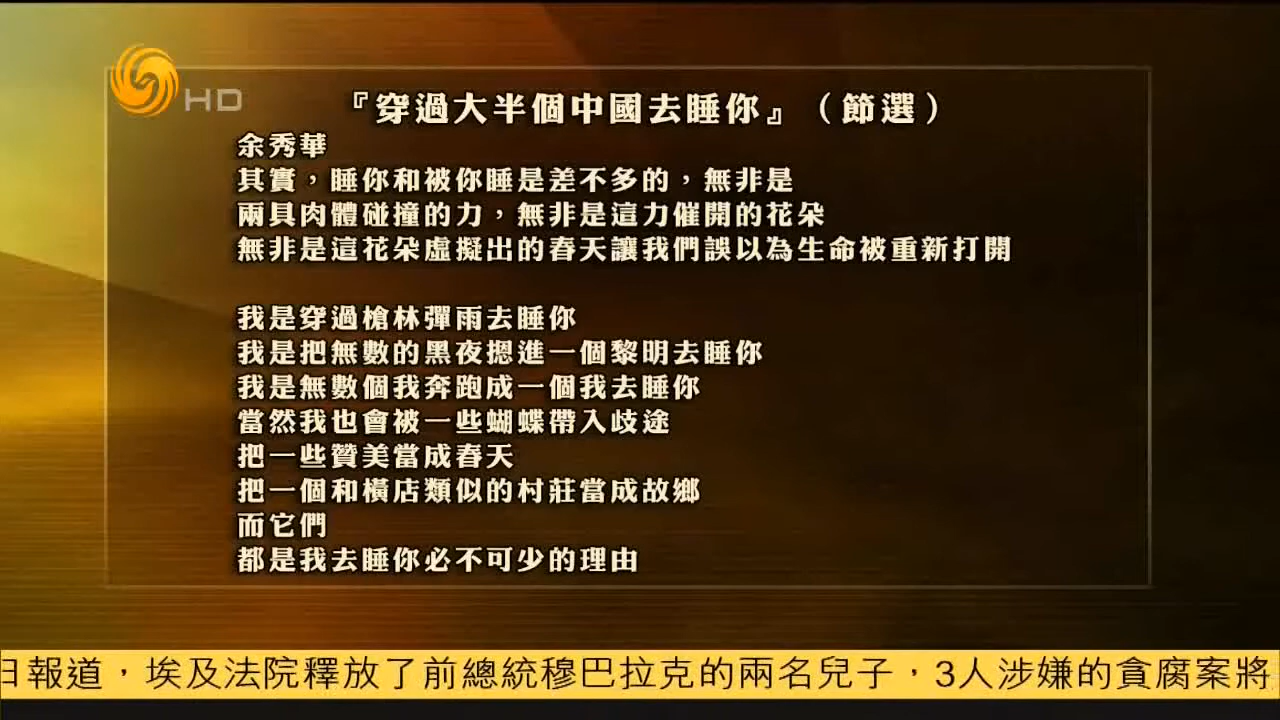 HD
『穿過大半個中國去睡你』（節選）
余秀華
其實，睡你和被你睡是差不多的，無非是
兩具肉體碰撞的力，無非是這力催開的花朵
無非是這花朵虛擬出的春天讓我們誤以為生命被重新打開
我是穿過槍林彈雨去睡你
我是把無數的黑夜摁進一個黎明去睡你
我是無數個我奔跑成一個我去睡你
當然我也會被一些蝴蝶帶入歧途
把一些贊美當成春天
把一個和橫店類似的村莊當成故鄉
而它們
都是我去睡你必不可少的理由
日報道，埃及法院釋放了前總統穆巴拉克的兩名兒子，3人涉嫌的貪腐案將